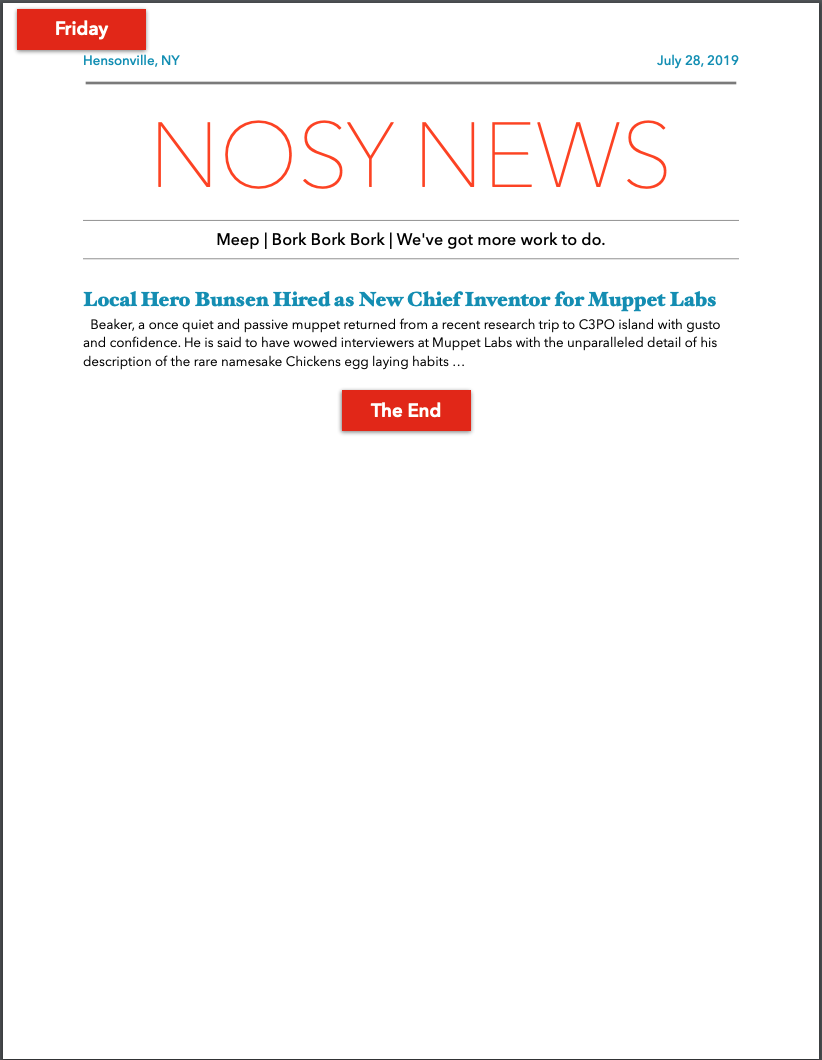 Friday
Hensonville, NY July 28, 2019
NOSY NEWS
Meep | Bork Bork Bork | We've got more work to do.
Local Hero Bunsen Hired as New Chief Inventor for Muppet Labs
Beaker, a once quiet and passive muppet returned from a recent research trip to C3PO island with gusto
and confidence. He is said to have wowed interviewers at Muppet Labs with the unparalleled detail of his
description of the rare namesake Chickens egg laying habits …
The End